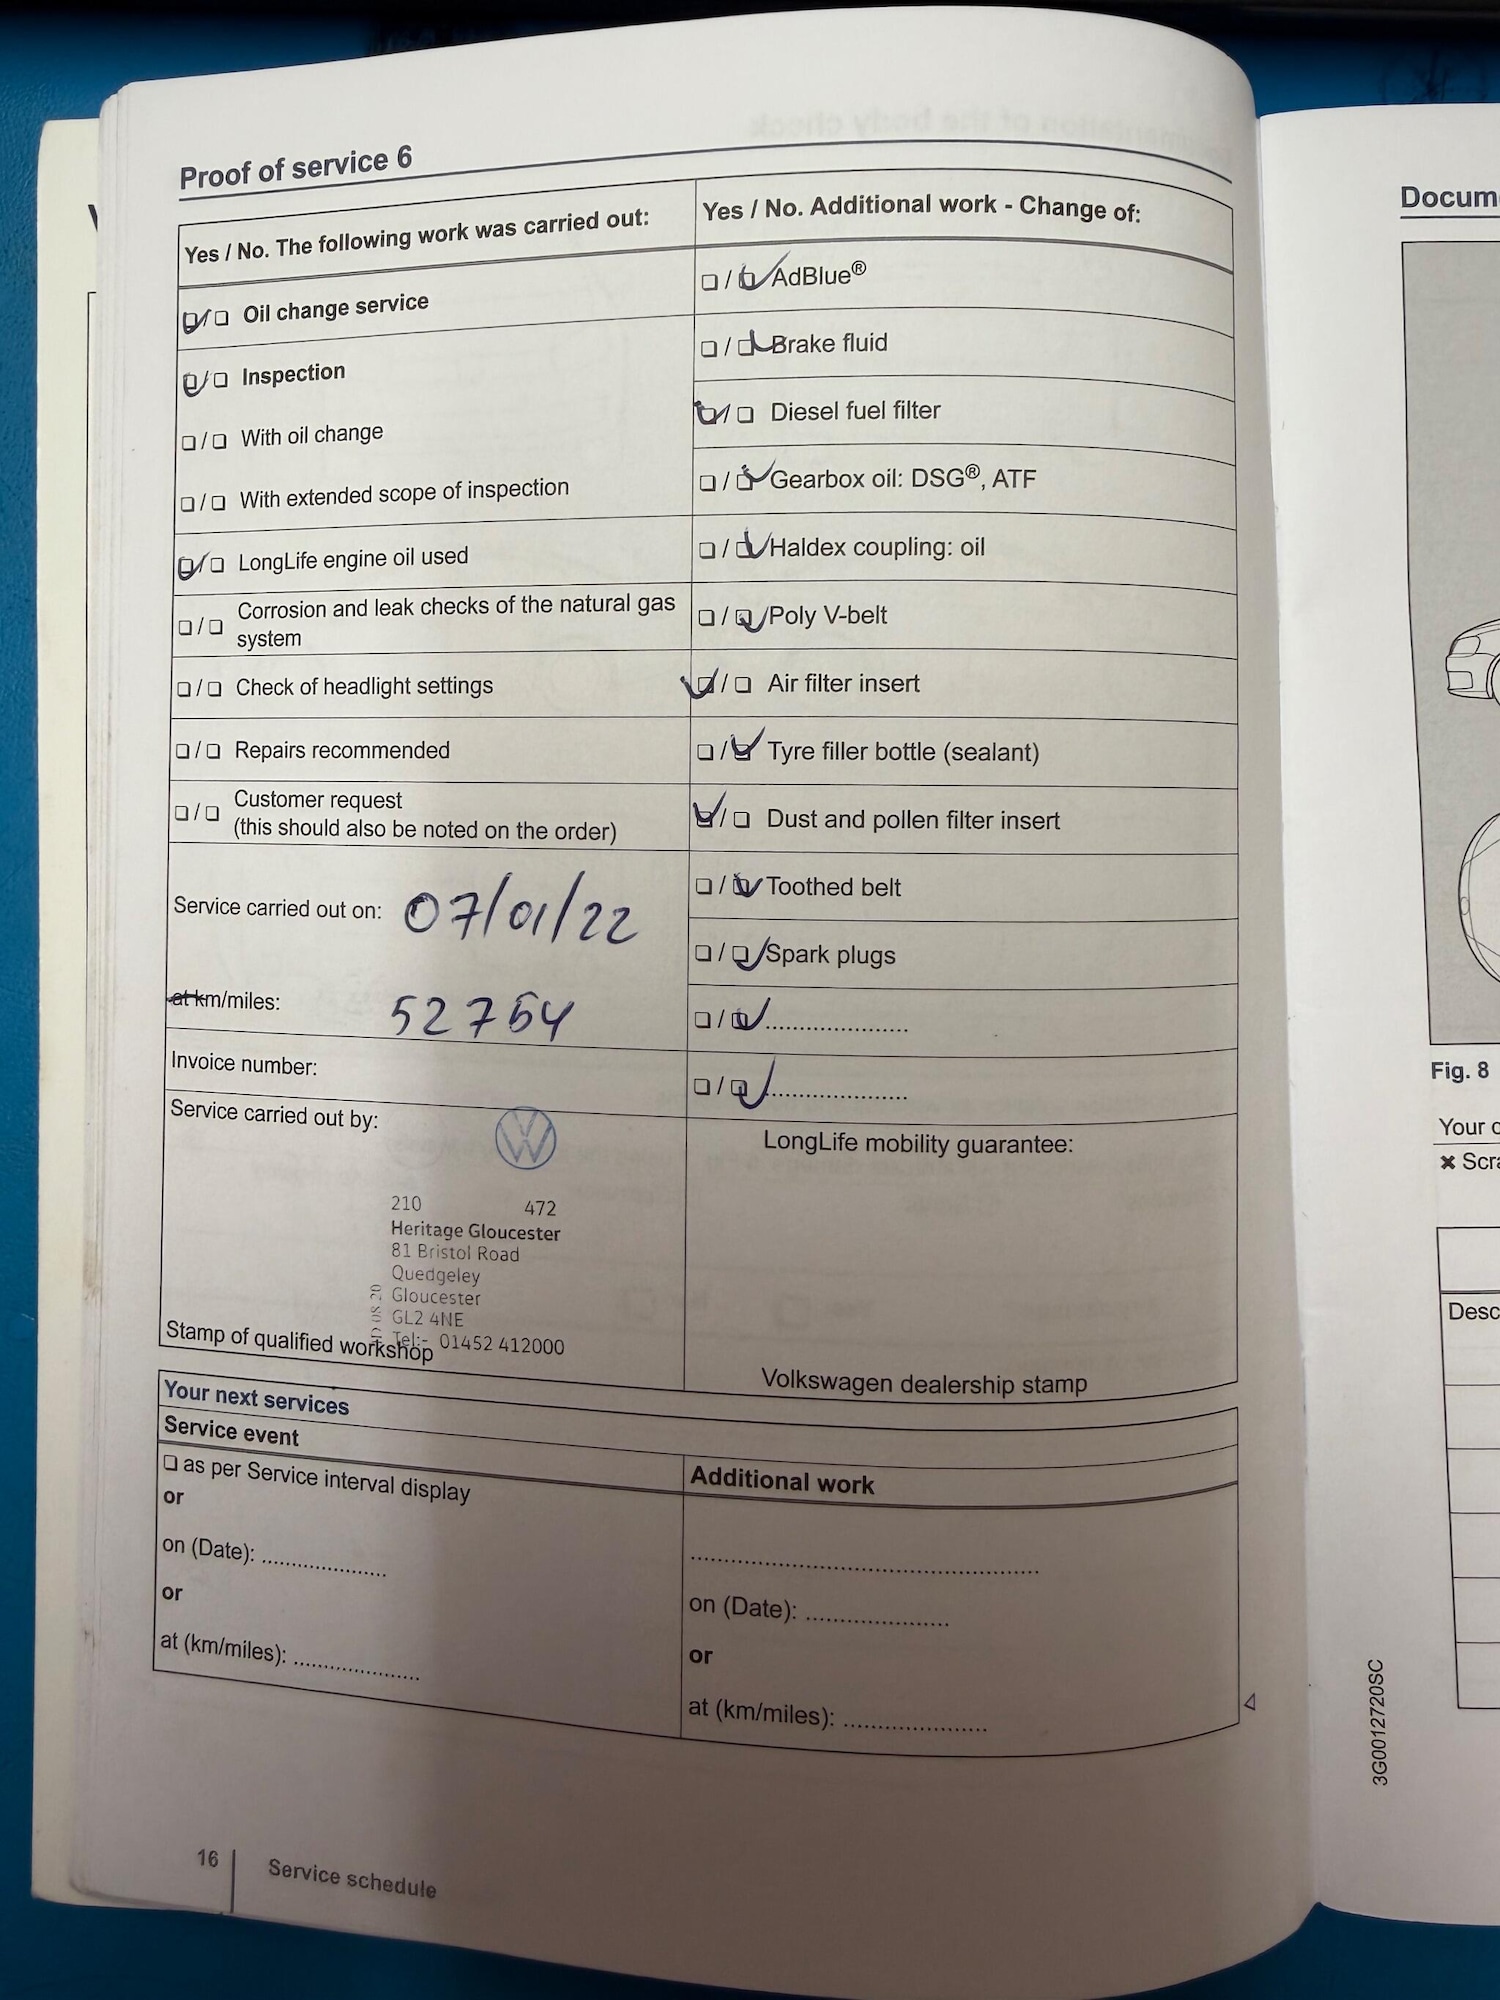 Proof of service 6
Yes / No. The following work was carried out:
☑/☐ Oil change service
☑/☐ Inspection
☐/☐ With oil change
☐/☐ With extended scope of inspection
☑/☐ LongLife engine oil used
☐/☐ Corrosion and leak checks of the natural gas
system
☐/☐ Check of headlight settings
☐/☐ Repairs recommended
☐/☐ Customer request
(this should also be noted on the order)
Service carried out on: 07/01/22
at km/miles: 52764
Invoice number:
Service carried out by:
210 472
Heritage Gloucester
81 Bristol Road
Quedgeley
Gloucester
GL2 4NE
Tel:- 01452 412000
Stamp of qualified workshop
Yes / No. Additional work - Change of:
☐/☑ AdBlue®
☐/☑ Brake fluid
☑/☐ Diesel fuel filter
☐/☑ Gearbox oil: DSG®, ATF
☐/☑ Haldex coupling: oil
☐/☑ Poly V-belt
☑/☐ Air filter insert
☐/☑ Tyre filler bottle (sealant)
☑/☐ Dust and pollen filter insert
☐/☑ Toothed belt
☐/☑ Spark plugs
☐/☑ .....................
☐/☑ .....................
LongLife mobility guarantee:
Volkswagen dealership stamp
Your next services
Service event
☐ as per Service interval display
or
on (Date): ....................
or
at (km/miles): ....................
Additional work
.....................................................
on (Date): ......................
or
at (km/miles): ......................
16 Service schedule
Docum
Fig. 8
Your
✖ Scra
Desc
3G0012720SC